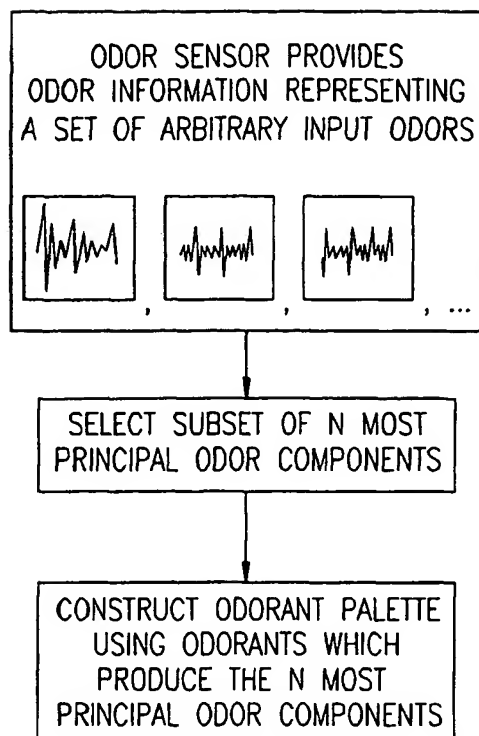 ODOR SENSOR PROVIDES
ODOR INFORMATION REPRESENTING
A SET OF ARBITRARY INPUT ODORS
, , , ...
SELECT SUBSET OF N MOST
PRINCIPAL ODOR COMPONENTS
CONSTRUCT ODORANT PALETTE
USING ODORANTS WHICH
PRODUCE THE N MOST
PRINCIPAL ODOR COMPONENTS